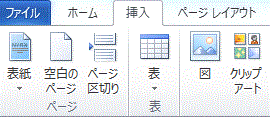 ファイル ホーム 挿入 ページ レイアウト
表紙 空白の ページ 表 図 クリップ
ページ 区切り アート
ページ 表